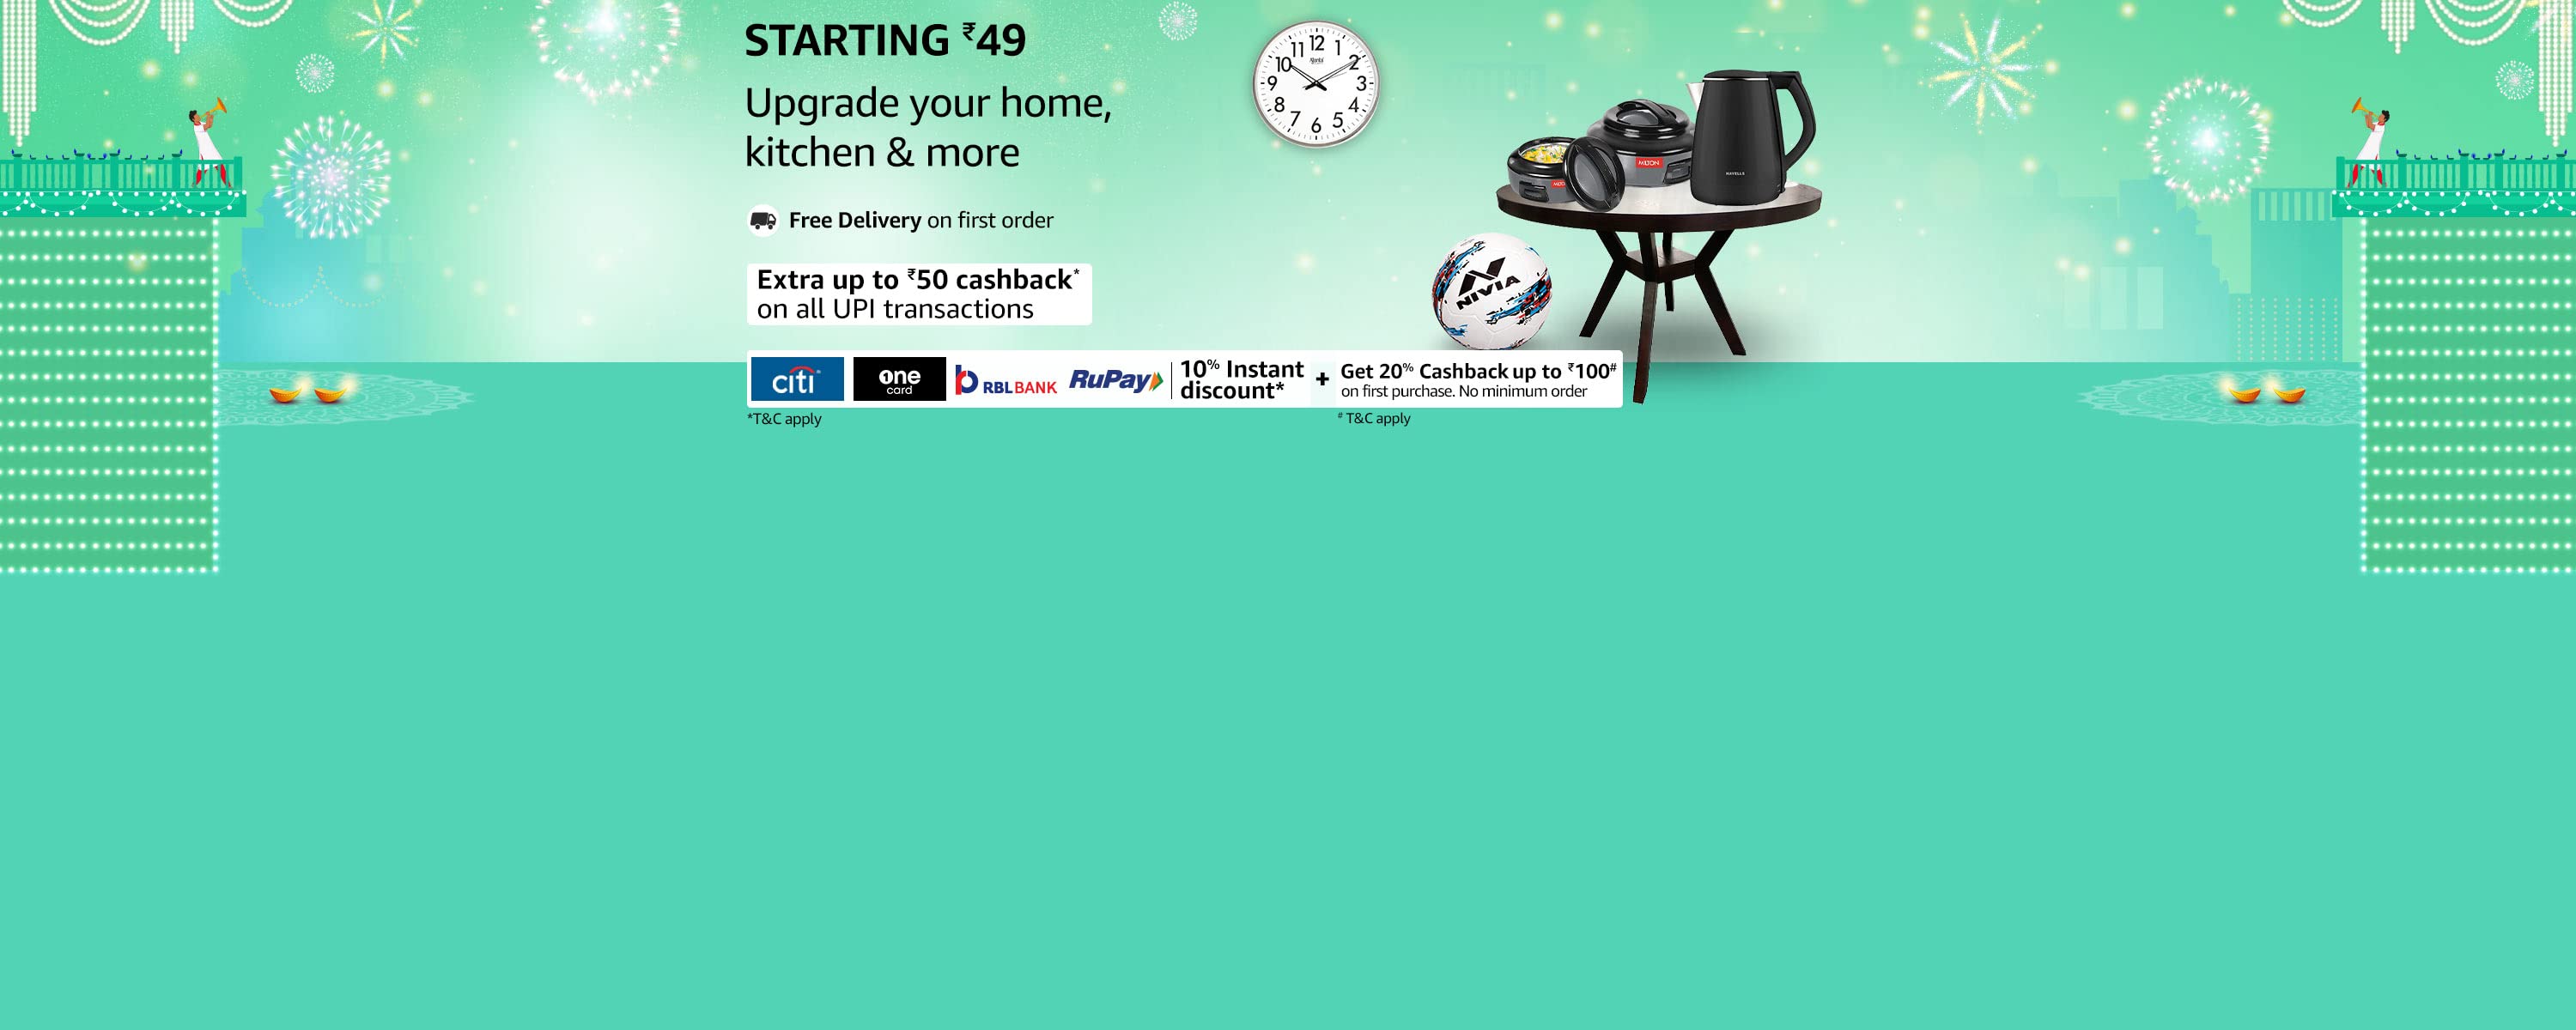 STARTING ₹49
Upgrade your home,
kitchen & more
Free Delivery on first order
Extra up to ₹50 cashback*
on all UPI transactions
citi
one
card
RBL BANK
RuPay
10% Instant
discount*
+
Get 20% Cashback up to ₹100#
on first purchase. No minimum order
*T&C apply
# T&C apply
12
1
2
3
4
5
6
7
8
9
10
11
Ajanta
MILTON
MILTON
HAVELLS
NIVIA